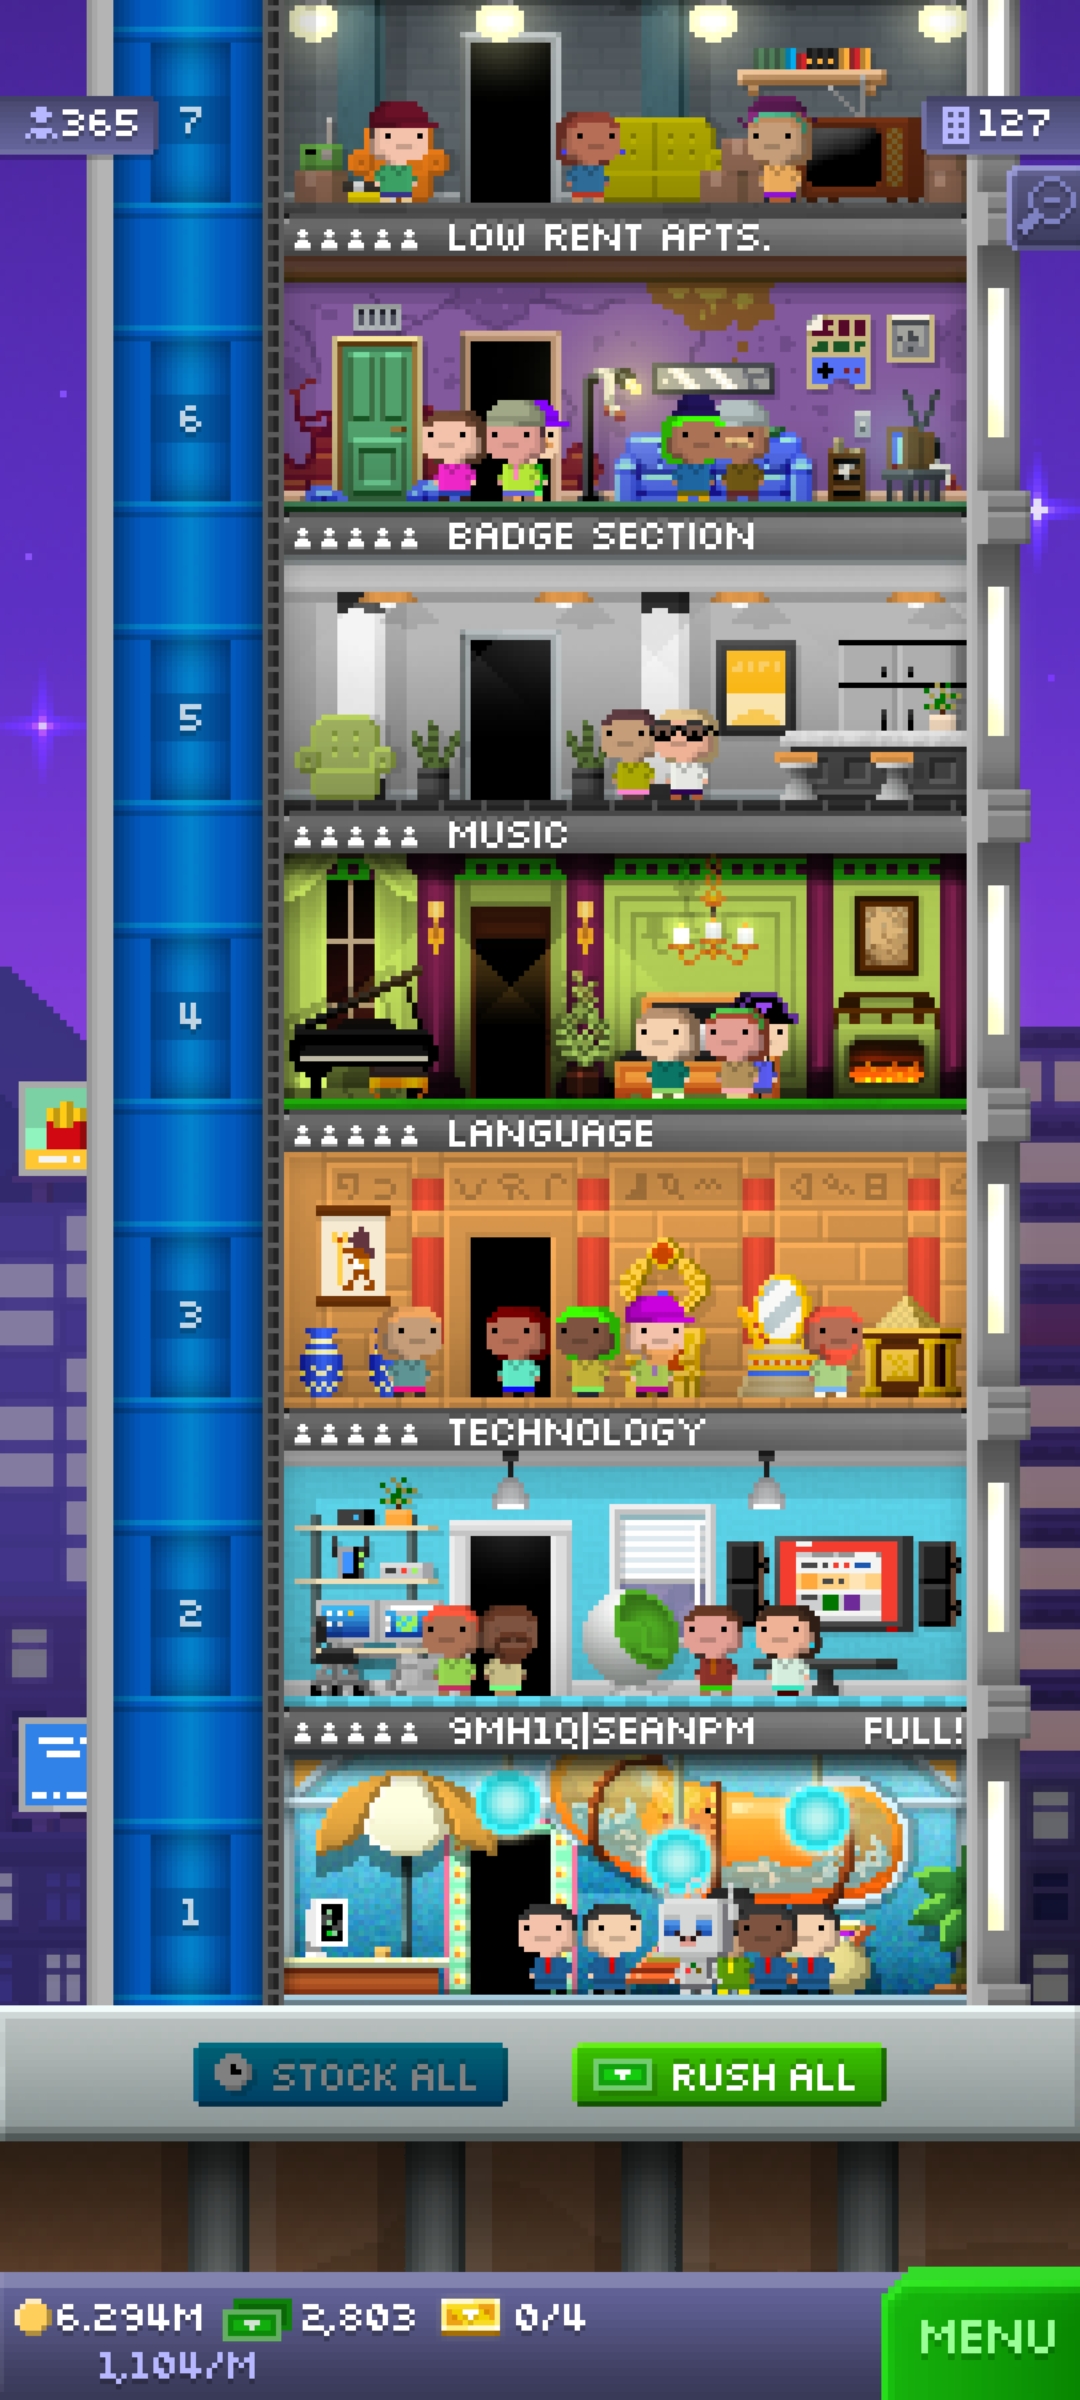 7
365
127
LOW RENT APTS.
6
BADGE SECTION
5
MUSIC
4
LANGUAGE
3
TECHNOLOGY
2
9MH1Q|SEANPM FULL!
1
STOCK ALL
RUSH ALL
6.294M 2,803 0/4
1,104/M
MENU